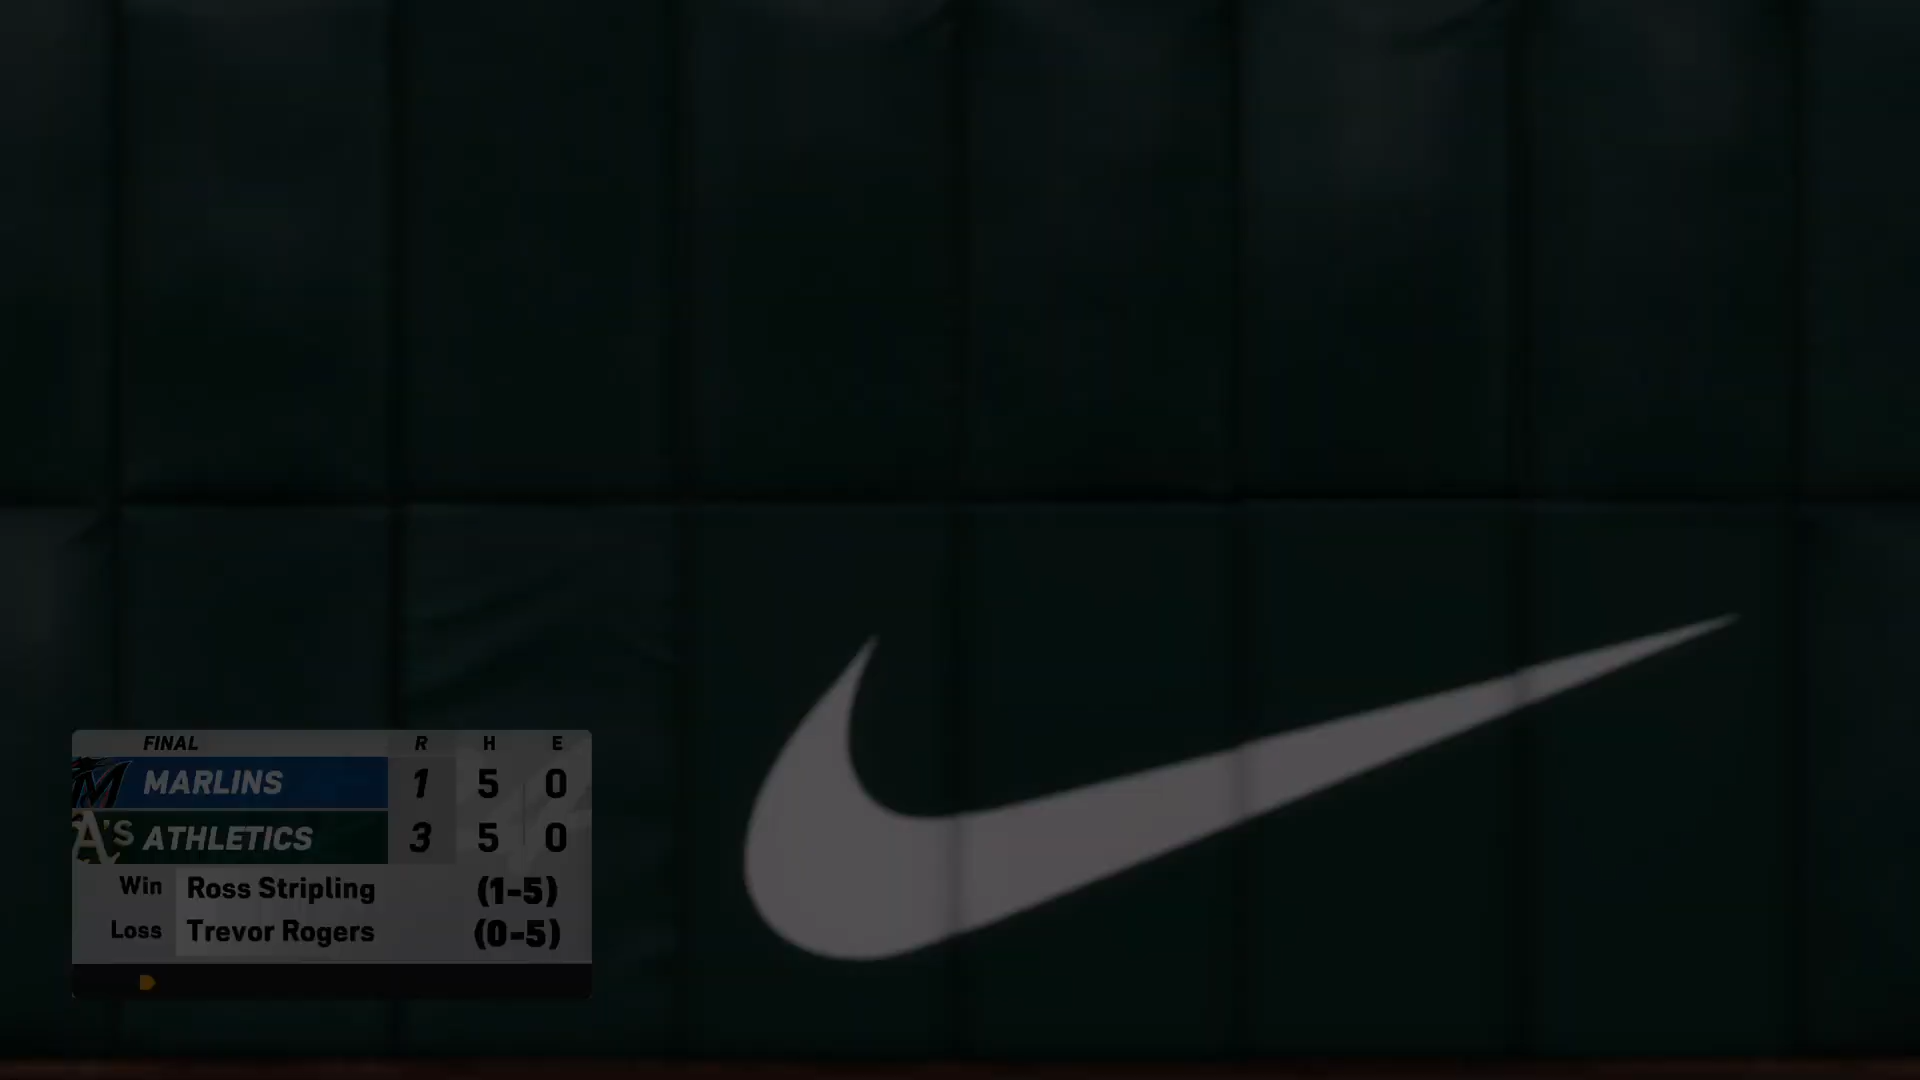 FINAL R H E
MARLINS 1 5 0
A's ATHLETICS 3 5 0
Win Ross Stripling (1-5)
Loss Trevor Rogers (0-5)